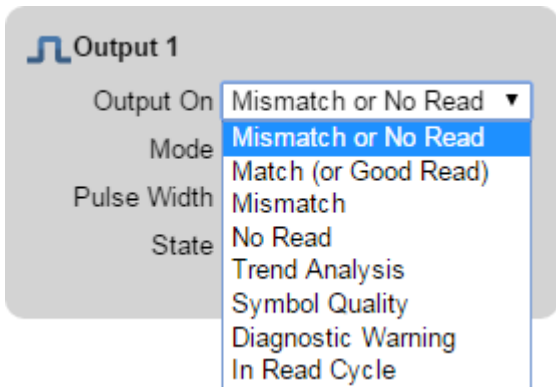 Output 1
Output On Mismatch or No Read ▼
Mismatch or No Read
Mode
Match (or Good Read)
Pulse Width
Mismatch
State
No Read
Trend Analysis
Symbol Quality
Diagnostic Warning
In Read Cycle